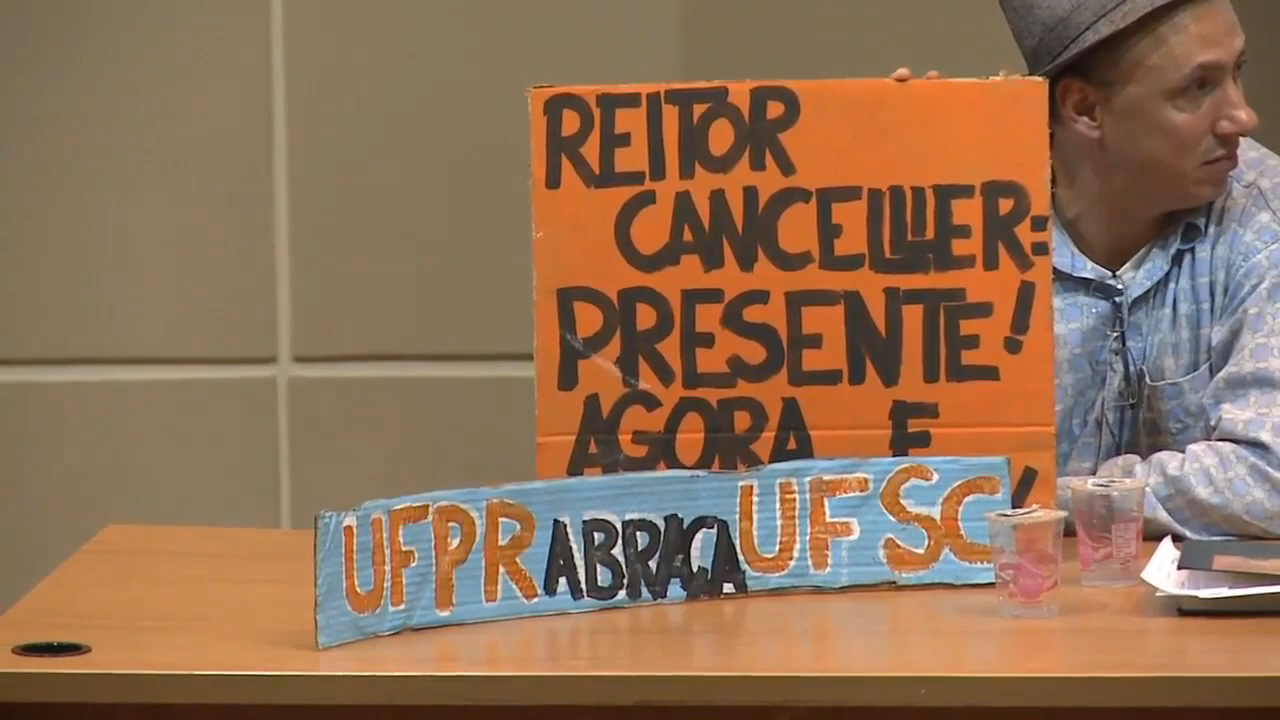 REITOR
CANCELLIER:
PRESENTE!
AGORA E
!
UFPR ABRAÇA UFSC